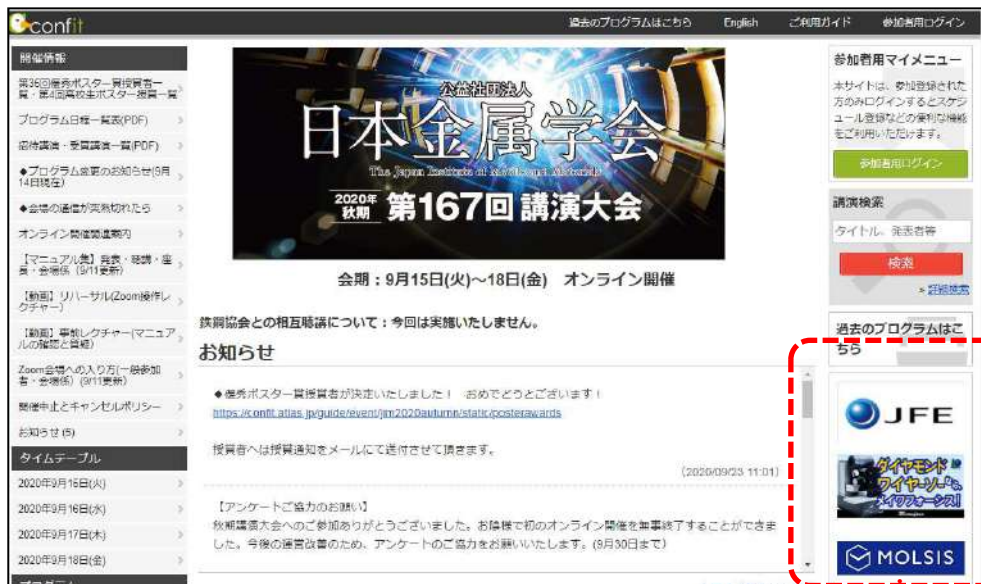 confit
過去のプログラムはこちら English ご利用ガイド 参加者用ログイン
開催情報
第36回優秀ポスター賞授賞者一
覧・第4回高校生ポスター授賞一覧
プログラム日程一覧表(PDF)
招待講演・受賞講演一覧(PDF)
◆プログラム変更のお知らせ(9月
14日現在)
◆会場の通信が突然切れたら
オンライン開催関連案内
【マニュアル集】発表・聴講・座
長・会場係（9/11更新）
【動画】リハーサル(Zoom操作レ
クチャー)
【動画】事前レクチャー(マニュア
ルの確認と質疑)
Zoom会場への入り方(一般参加
者・会場係)（9/11更新）
開催中止とキャンセルポリシー
お知らせ (5)
タイムテーブル
2020年9月15日(火)
2020年9月16日(水)
2020年9月17日(木)
2020年9月18日(金)
プログラム
公益社団法人
日本金属学会
The Japan Institute of Metals and Materials
2020年
秋期 第167回 講演大会
会期：9月15日(火)～18日(金) オンライン開催
鉄鋼協会との相互聴講について：今回は実施いたしません。
お知らせ
◆優秀ポスター賞授賞者が決定いたしました！ おめでとうございます！
https://confit.atlas.jp/guide/event/jim2020autumn/static/posterawards
授賞者へは授賞通知をメールにて送付させて頂きます。
(2020/09/23 11:01)
【アンケートご協力のお願い】
秋期講演大会へのご参加ありがとうございました。お陰様で初のオンライン開催を無事終了することができま
した。今後の運営改善のため、アンケートのご協力をお願いいたします。(9月30日まで)
参加者用マイメニュー
本サイトは、参加登録された
方のみログインするとスケジ
ュール登録などの便利な機能
をご利用いただけます。
参加者用ログイン
講演検索
タイトル、発表者等
検索
» 詳細検索
過去のプログラムはこ
ちら
JFE
ダイヤモンド
ワイヤーソーなら
メイワフォーシス!
MOLSIS